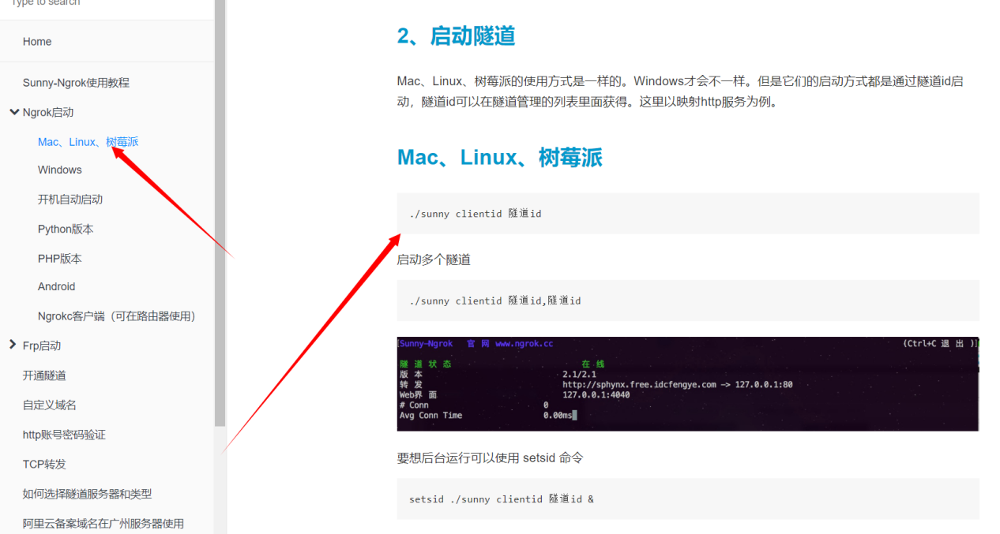 Type to search
Home
Sunny-Ngrok使用教程
Ngrok启动
Mac、Linux、树莓派
Windows
开机自动启动
Python版本
PHP版本
Android
Ngrokc客户端（可在路由器使用）
Frp启动
开通隧道
自定义域名
http账号密码验证
TCP转发
如何选择隧道服务器和类型
阿里云备案域名在广州服务器使用
2、启动隧道
Mac、Linux、树莓派的使用方式是一样的。Windows才会不一样。但是它们的启动方式都是通过隧道id启
动，隧道id可以在隧道管理的列表里面获得。这里以映射http服务为例。
Mac、Linux、树莓派
./sunny clientid 隧道id
启动多个隧道
./sunny clientid 隧道id,隧道id
[Sunny-Ngrok 官 网 www.ngrok.cc (Ctrl+C 退 出 )]
隧 道 状 态 在 线
版 本 2.1/2.1
转 发 http://sphynx.free.idcfengye.com -> 127.0.0.1:80
Web界 面 127.0.0.1:4040
# Conn 0
Avg Conn Time 0.00ms
要想后台运行可以使用 setsid 命令
setsid ./sunny clientid 隧道id &